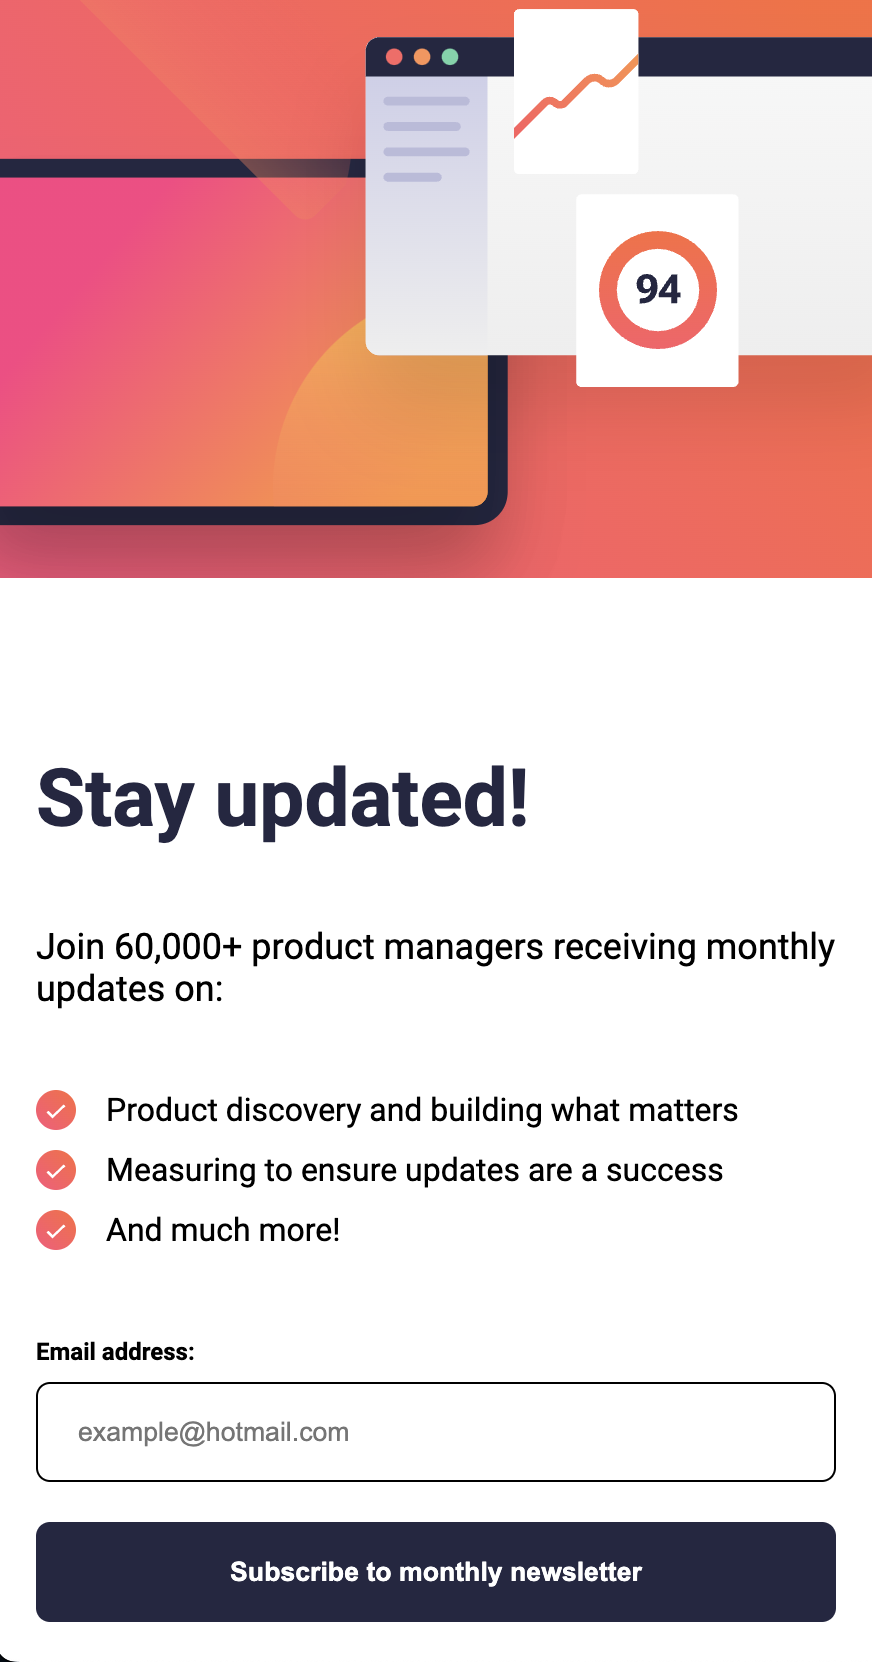 94
Stay updated!
Join 60,000+ product managers receiving monthly
updates on:
Product discovery and building what matters
Measuring to ensure updates are a success
And much more!
Email address:
example@hotmail.com
Subscribe to monthly newsletter